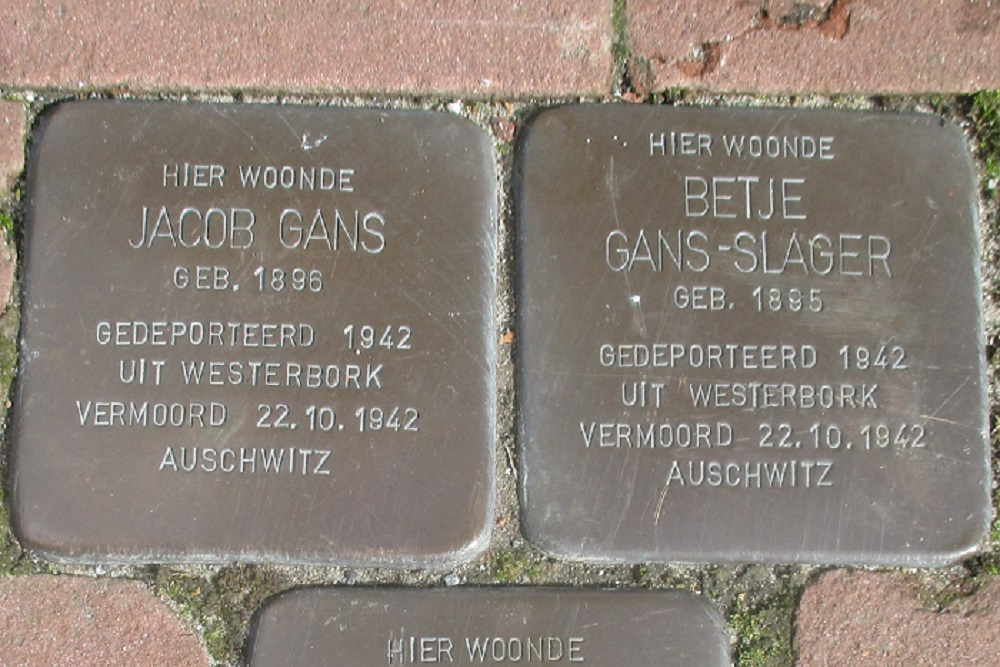 HIER WOONDE
JACOB GANS
GEB. 1896
GEDEPORTEERD 1942
UIT WESTERBORK
VERMOORD 22.10.1942
AUSCHWITZ
HIER WOONDE
BETJE
GANS-SLAGER
GEB. 1895
GEDEPORTEERD 1942
UIT WESTERBORK
VERMOORD 22.10.1942
AUSCHWITZ
HIER WOONDE